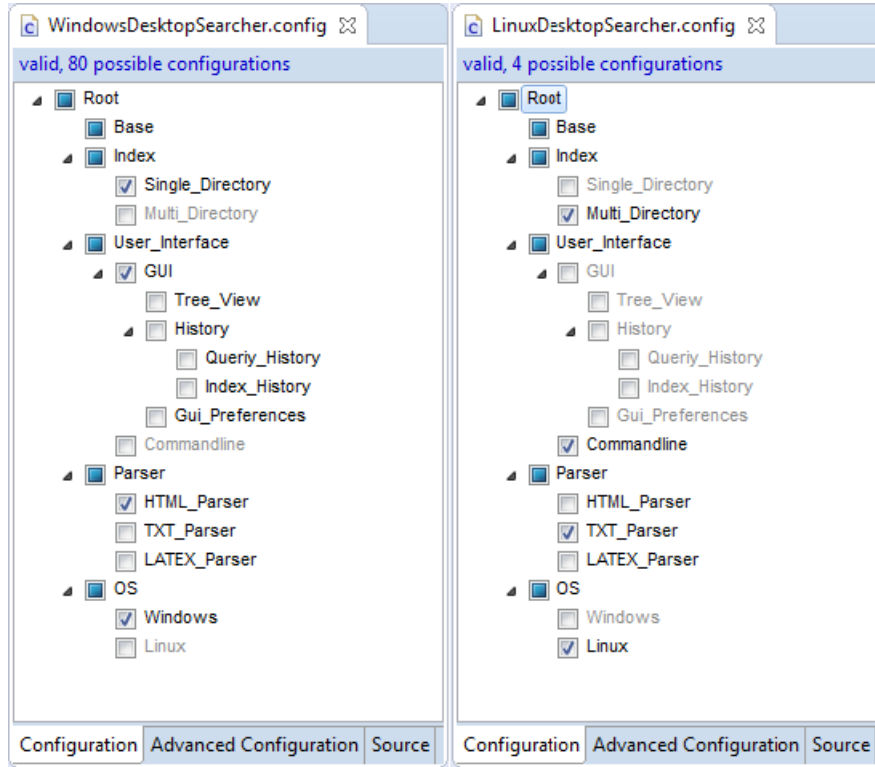 WindowsDesktopSearcher.config
valid, 80 possible configurations
Root
Base
Index
Single_Directory
Multi_Directory
User_Interface
GUI
Tree_View
History
Queriy_History
Index_History
Gui_Preferences
Commandline
Parser
HTML_Parser
TXT_Parser
LATEX_Parser
OS
Windows
Linux
Configuration Advanced Configuration Source
LinuxDesktopSearcher.config
valid, 4 possible configurations
Root
Base
Index
Single_Directory
Multi_Directory
User_Interface
GUI
Tree_View
History
Queriy_History
Index_History
Gui_Preferences
Commandline
Parser
HTML_Parser
TXT_Parser
LATEX_Parser
OS
Windows
Linux
Configuration Advanced Configuration Source